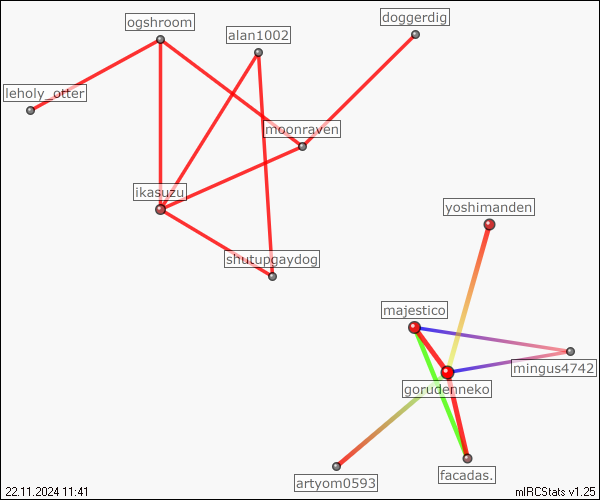 doggerdig
ogshroom
alan1002
leholy_otter
moonraven
ikasuzu
yoshimanden
shutupgaydog
majestico
mingus4742
gorudenneko
facadas.
artyom0593
22.11.2024 11:41
mIRCStats v1.25